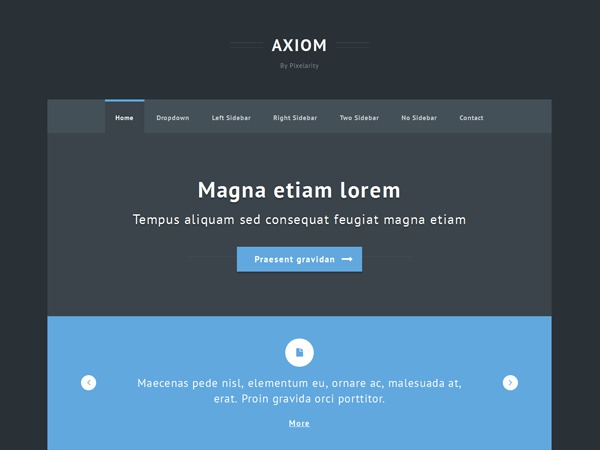 AXIOM
By Pixelarity
Home Dropdown Left Sidebar Right Sidebar Two Sidebar No Sidebar Contact
Magna etiam lorem
Tempus aliquam sed consequat feugiat magna etiam
Praesent gravidan
Maecenas pede nisl, elementum eu, ornare ac, malesuada at,
erat. Proin gravida orci porttitor.
More